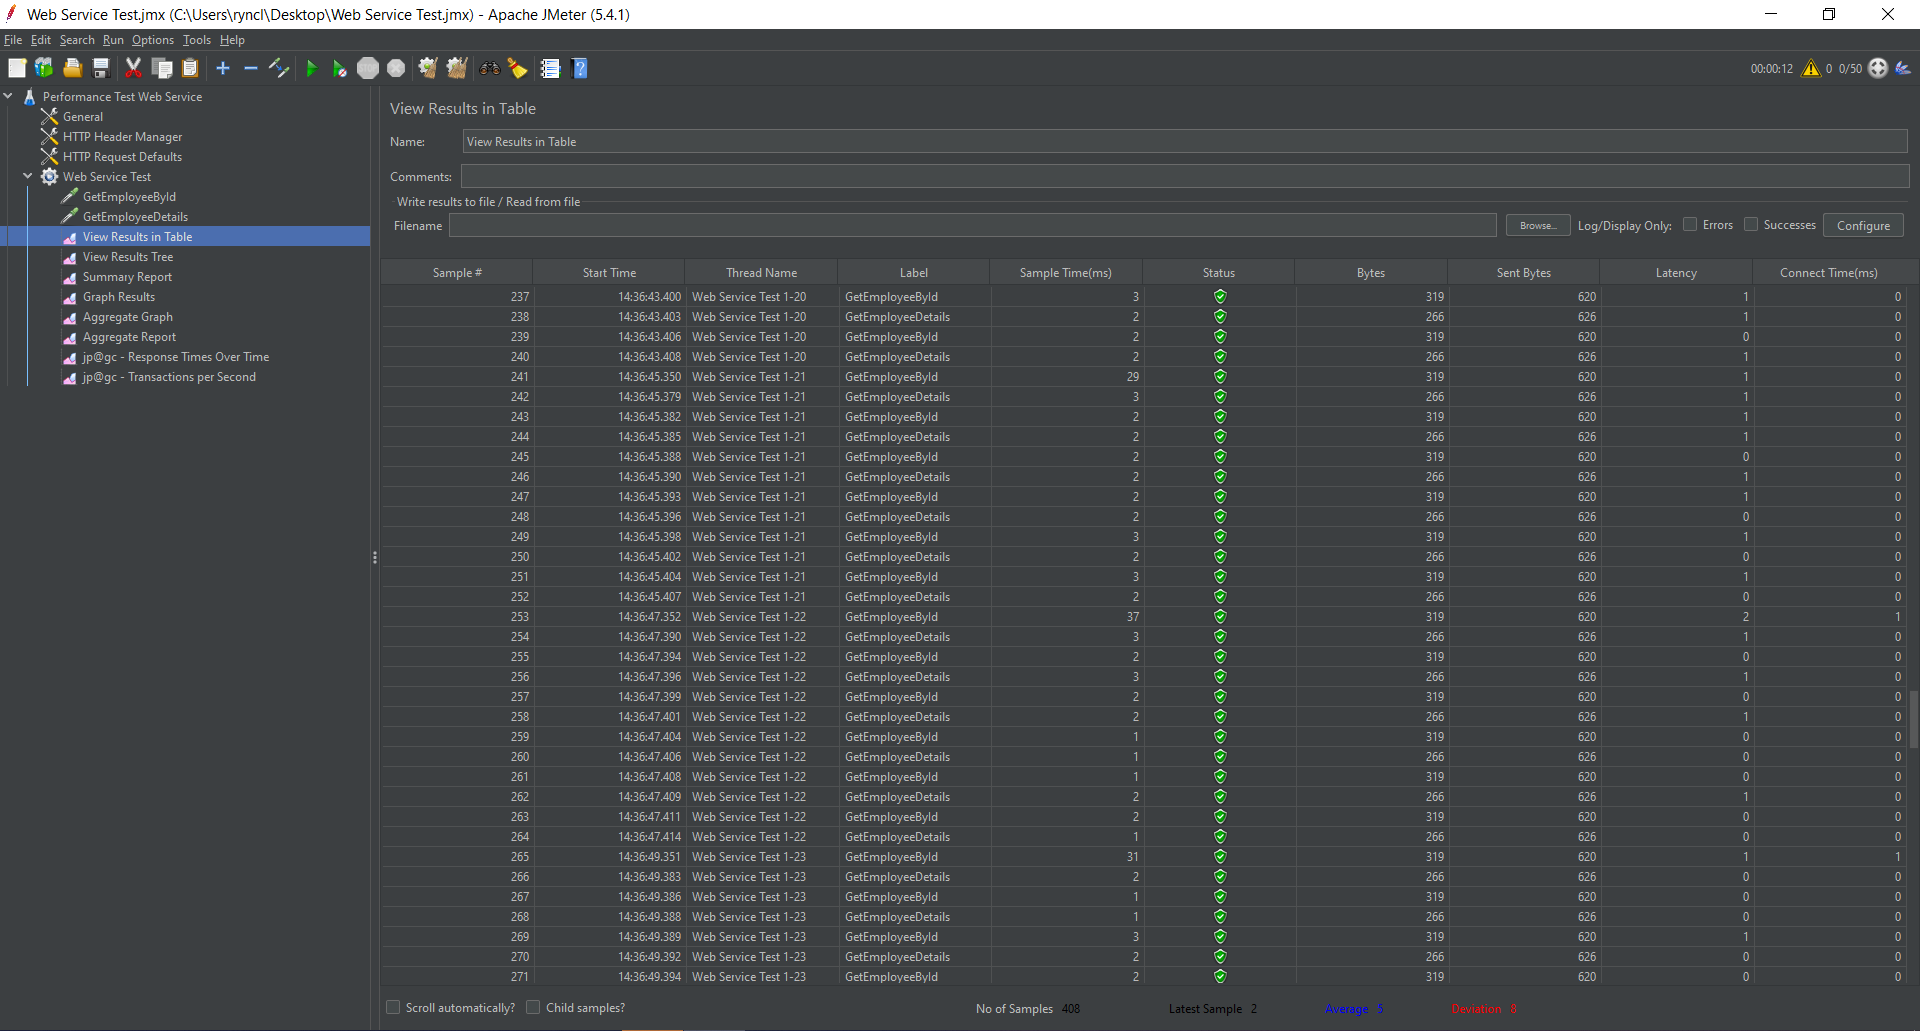 Web Service Test.jmx (C:\Users\ryncl\Desktop\Web Service Test.jmx) - Apache JMeter (5.4.1)
File Edit Search Run Options Tools Help
00:00:12 0 0/50
Performance Test Web Service
General
HTTP Header Manager
HTTP Request Defaults
Web Service Test
GetEmployeeById
GetEmployeeDetails
View Results in Table
View Results Tree
Summary Report
Graph Results
Aggregate Graph
Aggregate Report
jp@gc - Response Times Over Time
jp@gc - Transactions per Second
View Results in Table
Name: View Results in Table
Comments:
Write results to file / Read from file
Filename Browse... Log/Display Only: Errors Successes Configure
Sample # Start Time Thread Name Label Sample Time(ms) Status Bytes Sent Bytes Latency Connect Time(ms)
237 14:36:43.400 Web Service Test 1-20 GetEmployeeById 3 319 620 1 0
238 14:36:43.403 Web Service Test 1-20 GetEmployeeDetails 2 266 626 1 0
239 14:36:43.406 Web Service Test 1-20 GetEmployeeById 2 319 620 0 0
240 14:36:43.408 Web Service Test 1-20 GetEmployeeDetails 2 266 626 1 0
241 14:36:45.350 Web Service Test 1-21 GetEmployeeById 29 319 620 1 0
242 14:36:45.379 Web Service Test 1-21 GetEmployeeDetails 3 266 626 1 0
243 14:36:45.382 Web Service Test 1-21 GetEmployeeById 2 319 620 1 0
244 14:36:45.385 Web Service Test 1-21 GetEmployeeDetails 2 266 626 1 0
245 14:36:45.388 Web Service Test 1-21 GetEmployeeById 2 319 620 0 0
246 14:36:45.390 Web Service Test 1-21 GetEmployeeDetails 2 266 626 1 0
247 14:36:45.393 Web Service Test 1-21 GetEmployeeById 2 319 620 1 0
248 14:36:45.396 Web Service Test 1-21 GetEmployeeDetails 2 266 626 0 0
249 14:36:45.398 Web Service Test 1-21 GetEmployeeById 3 319 620 1 0
250 14:36:45.402 Web Service Test 1-21 GetEmployeeDetails 2 266 626 0 0
251 14:36:45.404 Web Service Test 1-21 GetEmployeeById 3 319 620 1 0
252 14:36:45.407 Web Service Test 1-21 GetEmployeeDetails 2 266 626 0 0
253 14:36:47.352 Web Service Test 1-22 GetEmployeeById 37 319 620 2 1
254 14:36:47.390 Web Service Test 1-22 GetEmployeeDetails 3 266 626 1 0
255 14:36:47.394 Web Service Test 1-22 GetEmployeeById 2 319 620 0 0
256 14:36:47.396 Web Service Test 1-22 GetEmployeeDetails 3 266 626 1 0
257 14:36:47.399 Web Service Test 1-22 GetEmployeeById 2 319 620 0 0
258 14:36:47.401 Web Service Test 1-22 GetEmployeeDetails 2 266 626 1 0
259 14:36:47.404 Web Service Test 1-22 GetEmployeeById 1 319 620 0 0
260 14:36:47.406 Web Service Test 1-22 GetEmployeeDetails 1 266 626 0 0
261 14:36:47.408 Web Service Test 1-22 GetEmployeeById 1 319 620 0 0
262 14:36:47.409 Web Service Test 1-22 GetEmployeeDetails 2 266 626 1 0
263 14:36:47.411 Web Service Test 1-22 GetEmployeeById 2 319 620 0 0
264 14:36:47.414 Web Service Test 1-22 GetEmployeeDetails 1 266 626 0 0
265 14:36:49.351 Web Service Test 1-23 GetEmployeeById 31 319 620 1 1
266 14:36:49.383 Web Service Test 1-23 GetEmployeeDetails 2 266 626 0 0
267 14:36:49.386 Web Service Test 1-23 GetEmployeeById 1 319 620 0 0
268 14:36:49.388 Web Service Test 1-23 GetEmployeeDetails 1 266 626 0 0
269 14:36:49.389 Web Service Test 1-23 GetEmployeeById 3 319 620 1 0
270 14:36:49.392 Web Service Test 1-23 GetEmployeeDetails 2 266 626 0 0
271 14:36:49.394 Web Service Test 1-23 GetEmployeeById 2 319 620 0 0
Scroll automatically? Child samples? No of Samples 408 Latest Sample 2 Average 5 Deviation 8